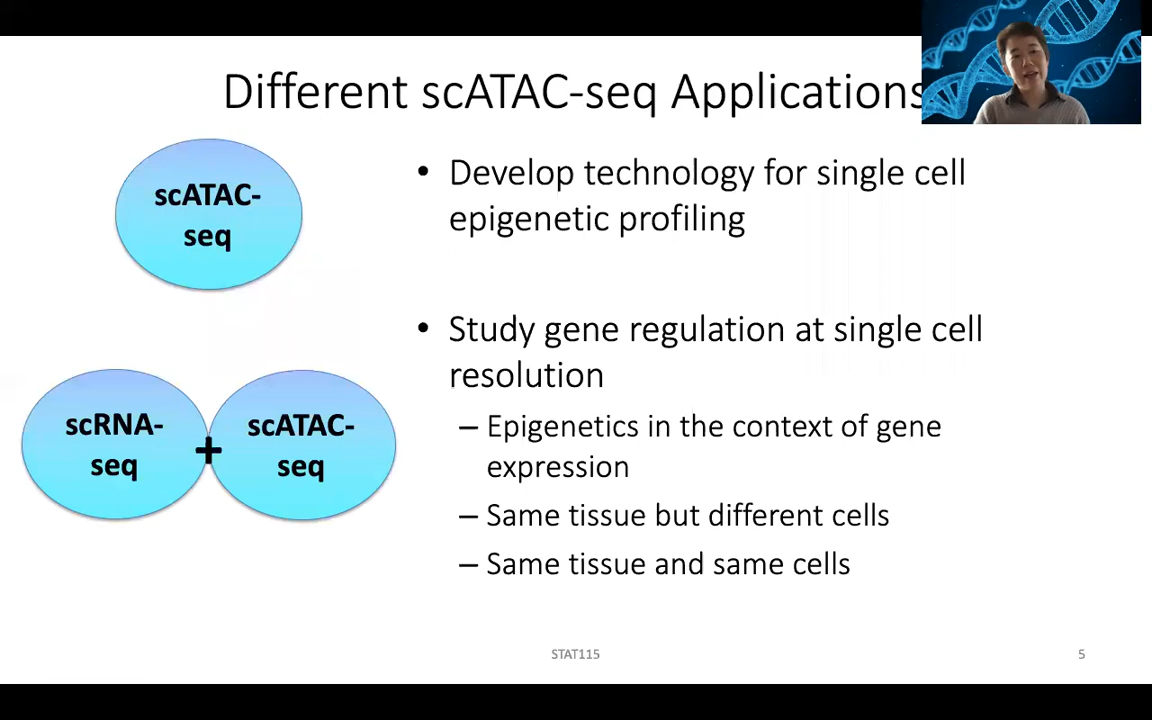 Different scATAC-seq Applications
scATAC-
seq
• Develop technology for single cell
epigenetic profiling
• Study gene regulation at single cell
resolution
scRNA-
seq
+
scATAC-
seq
– Epigenetics in the context of gene
expression
– Same tissue but different cells
– Same tissue and same cells
STAT115
5